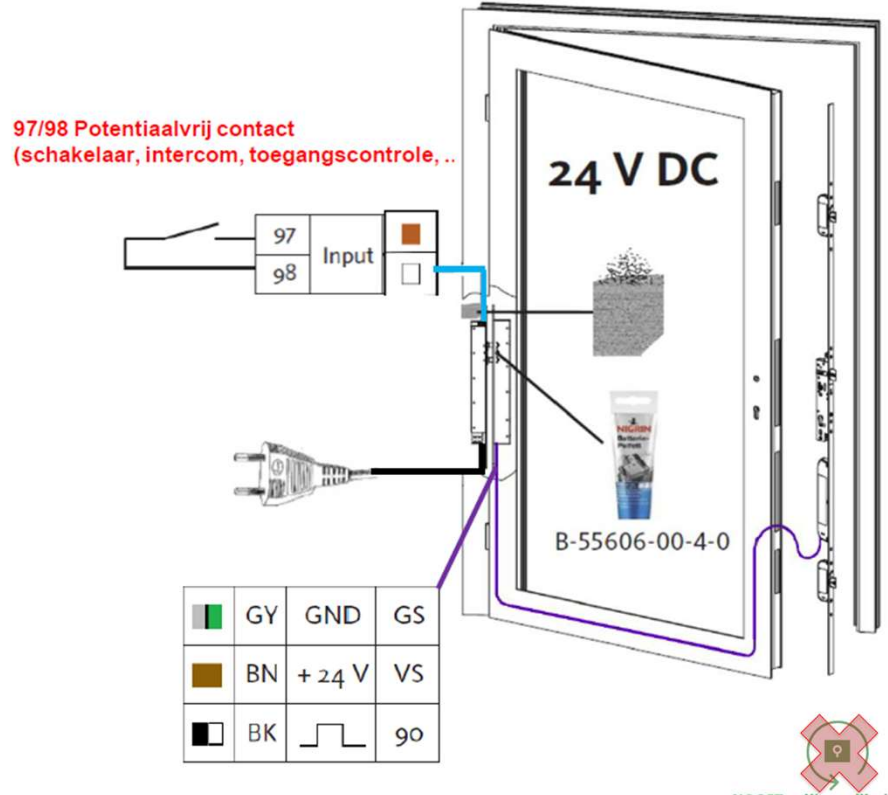 97/98 Potentiaalvrij contact
(schakelaar, intercom, toegangscontrole, ..
24 V DC
97
Input
98
NIGRIN
B-55606-00-4-0
GY GND GS
BN + 24 V VS
BK 90